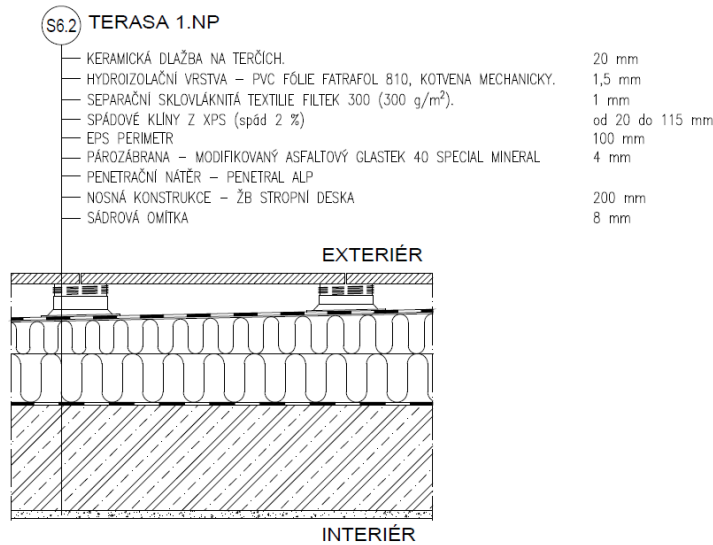 S6.2 TERASA 1.NP
KERAMICKÁ DLAŽBA NA TERČÍCH. 20 mm
HYDROIZOLAČNÍ VRSTVA – PVC FÓLIE FATRAFOL 810, KOTVENA MECHANICKY. 1,5 mm
SEPARAČNÍ SKLOVLÁKNITÁ TEXTILIE FILTEK 300 (300 g/m²). 1 mm
SPÁDOVÉ KLÍNY Z XPS (spád 2 %) od 20 do 115 mm
EPS PERIMETR 100 mm
PÁROZÁBRANA – MODIFIKOVANÝ ASFALTOVÝ GLASTEK 40 SPECIAL MINERAL 4 mm
PENETRAČNÍ NÁTĚR – PENETRAL ALP
NOSNÁ KONSTRUKCE – ŽB STROPNÍ DESKA 200 mm
SÁDROVÁ OMÍTKA 8 mm
EXTERIÉR
INTERIÉR